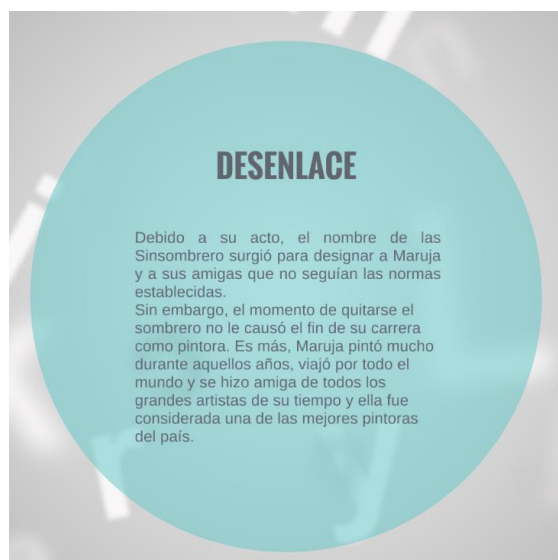 DESENLACE
Debido a su acto, el nombre de las
Sinsombrero surgió para designar a Maruja
y a sus amigas que no seguían las normas
establecidas.
Sin embargo, el momento de quitarse el
sombrero no le causó el fin de su carrera
como pintora. Es más, Maruja pintó mucho
durante aquellos años, viajó por todo el
mundo y se hizo amiga de todos los
grandes artistas de su tiempo y ella fue
considerada una de las mejores pintoras
del país.